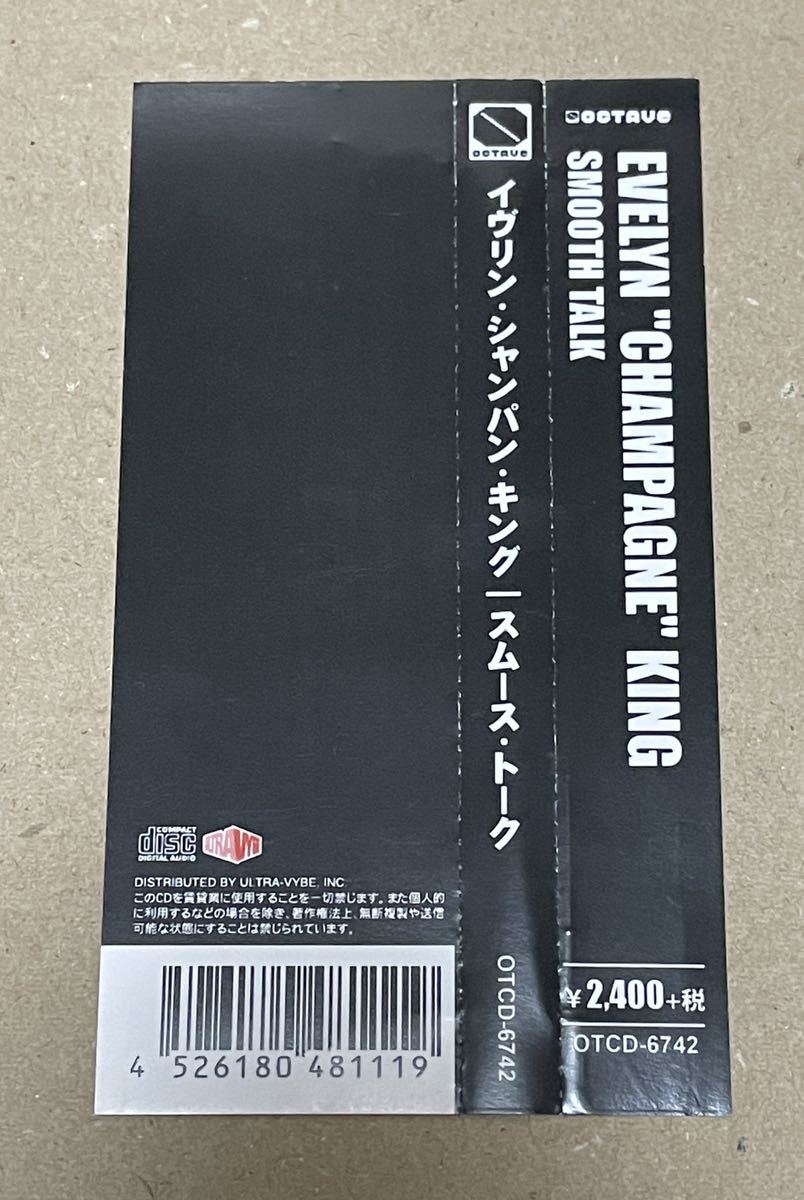 OCTAVE
EVELYN "CHAMPAGNE" KING
SMOOTH TALK
¥2,400+税
OTCD-6742
OCTAVE
イヴリン・シャンパン・キング|スムース・トーク
OTCD-6742
COMPACT
disc
DIGITAL AUDIO
ULTRAVYBE
DISTRIBUTED BY ULTRA-VYBE, INC
このCDを賃貸業に使用することを一切禁じます。また個人的
に利用するなどの場合を除き、著作権法上、無断複製や送信
可能な状態にすることは禁じられています。
4 526180 481119